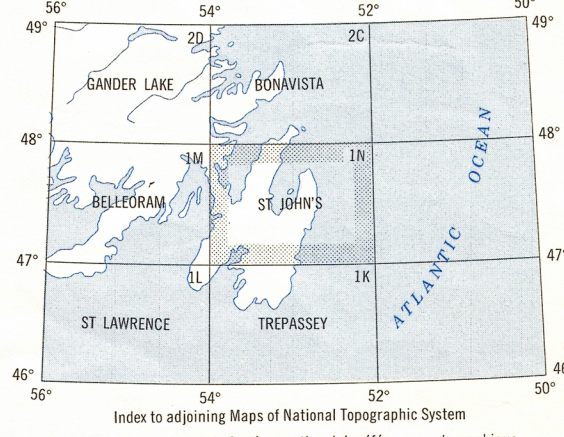 56° 54° 52° 50°
49° 2D 2C 49°
GANDER LAKE BONAVISTA
48° 1M 1N 48°
BELLEORAM ST JOHN'S
ATLANTIC OCEAN
47° 1L 1K 47°
ST LAWRENCE TREPASSEY
46° 46°
56° 54° 52° 50°
Index to adjoining Maps of National Topographic System